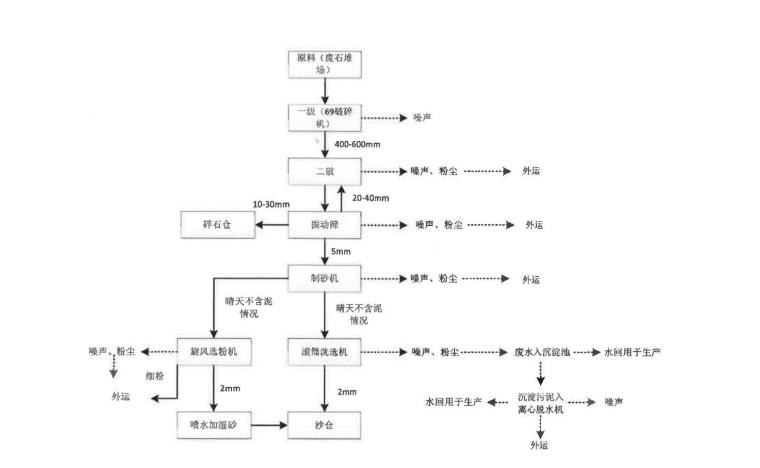 原料（废石堆
场）
一级（69破碎
机）
噪声
400-600mm
二破
噪声、粉尘
外运
20-40mm
10-30mm
碎石仓
振动筛
噪声、粉尘
外运
5mm
制砂机
噪声、粉尘
外运
晴天不含泥
情况
晴天不含泥
情况
噪声、粉尘
旋风选粉机
滚筒洗选机
噪声、粉尘
废水入沉淀池
水回用于生产
细粉
外运
2mm
2mm
水回用于生产
沉淀污泥入
离心脱水机
噪声
喷水加湿砂
沙仓
外运